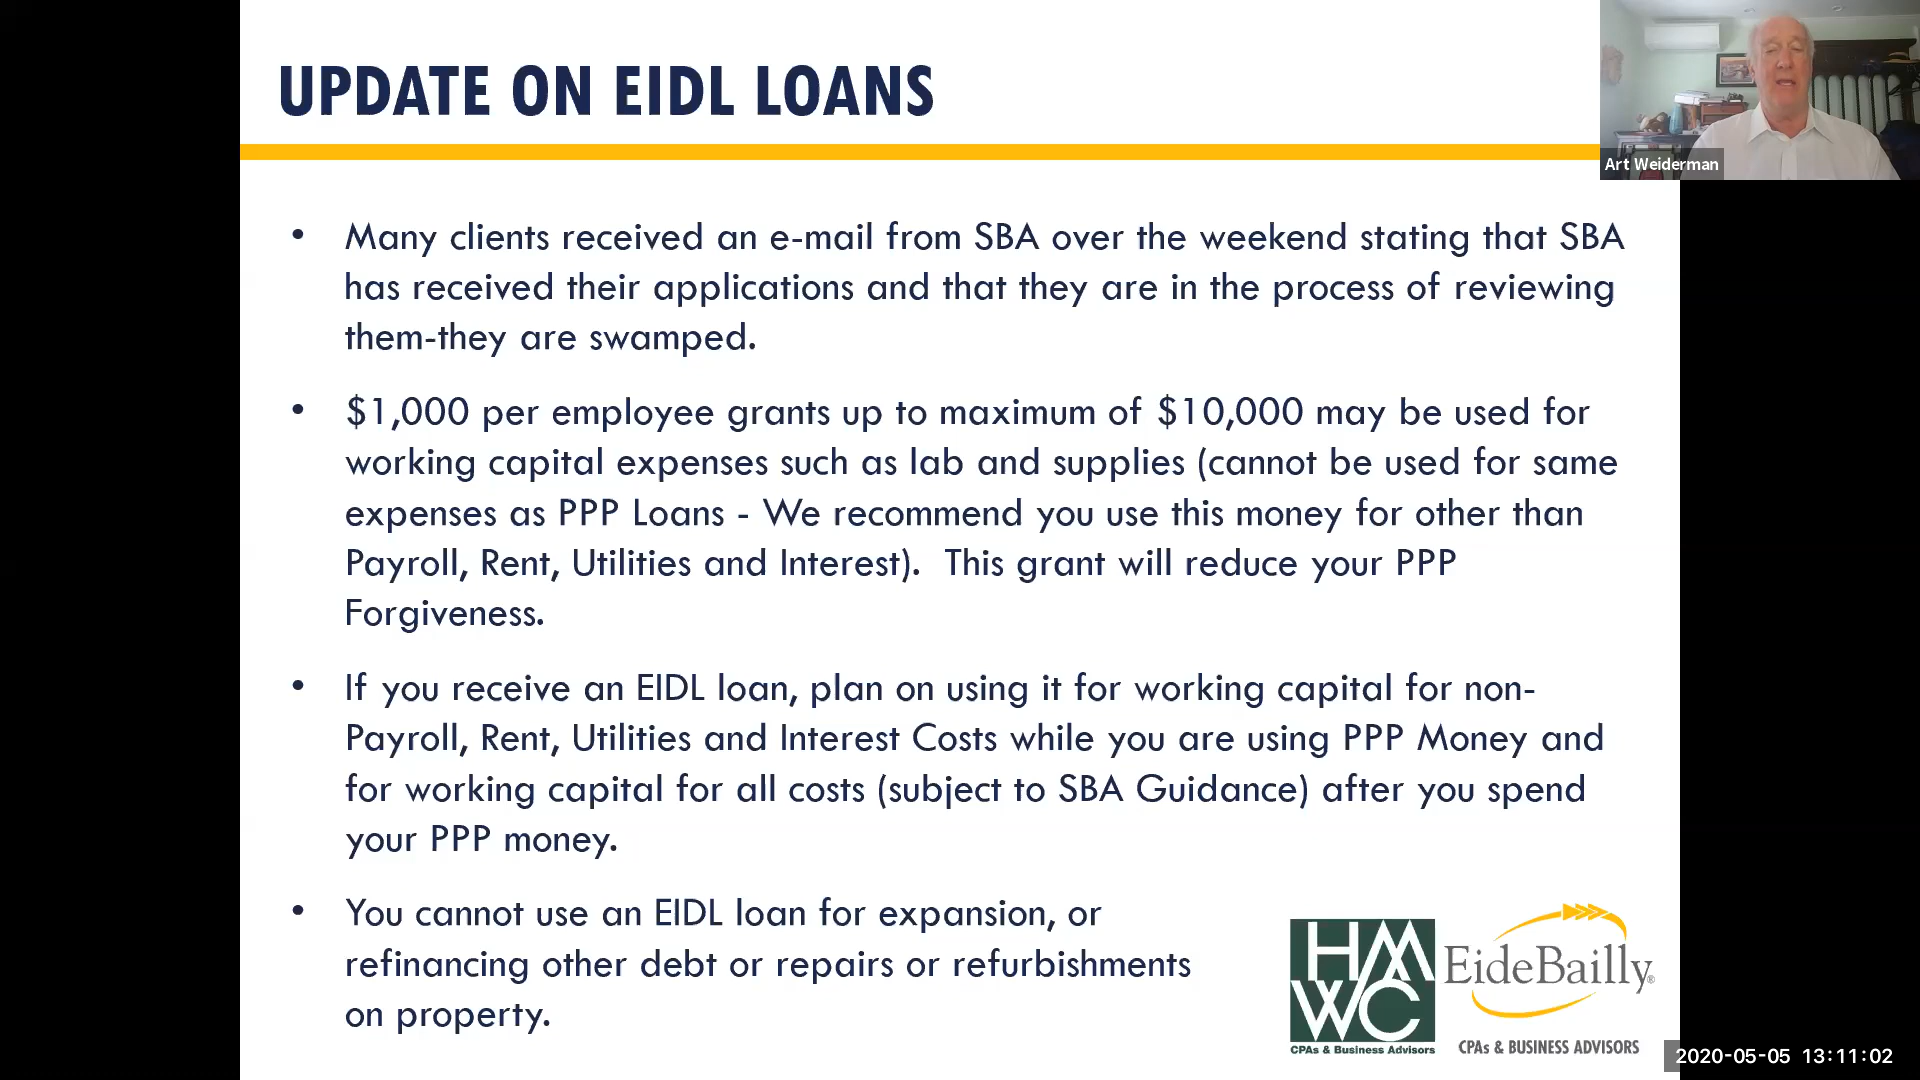 UPDATE ON EIDL LOANS
Art Weiderman
• Many clients received an e-mail from SBA over the weekend stating that SBA
has received their applications and that they are in the process of reviewing
them-they are swamped.
• $1,000 per employee grants up to maximum of $10,000 may be used for
working capital expenses such as lab and supplies (cannot be used for same
expenses as PPP Loans - We recommend you use this money for other than
Payroll, Rent, Utilities and Interest).  This grant will reduce your PPP
Forgiveness.
• If you receive an EIDL loan, plan on using it for working capital for non-
Payroll, Rent, Utilities and Interest Costs while you are using PPP Money and
for working capital for all costs (subject to SBA Guidance) after you spend
your PPP money.
• You cannot use an EIDL loan for expansion, or
refinancing other debt or repairs or refurbishments
on property.
HM
WC
CPAs & Business Advisors
EideBailly®
CPAs & BUSINESS ADVISORS
2020-05-05 13:11:02